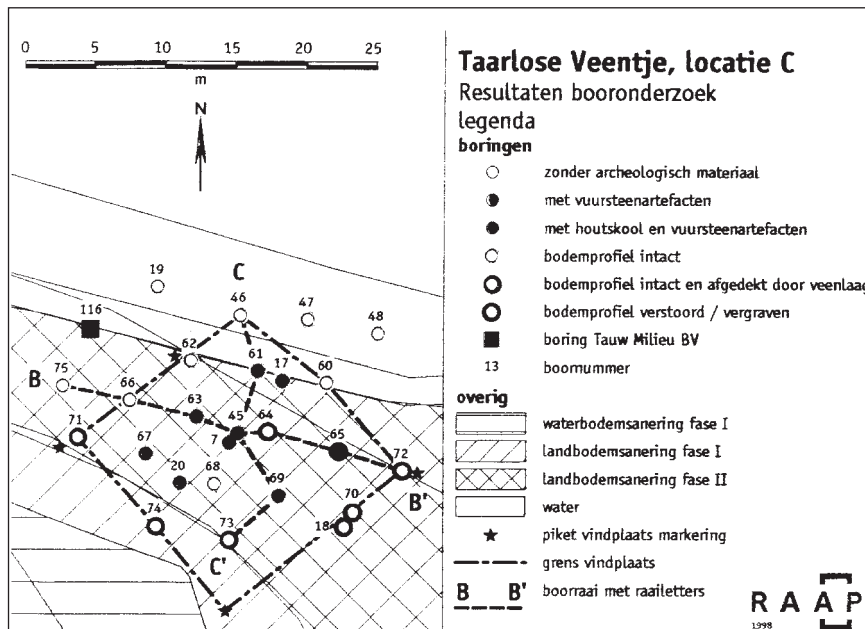 0 5 10 15 20 25
m
N
19
C
46
47
48
116
62
61
17
60
75
B
66
63
45
64
71
7
65
72
67
20
68
69
B'
70
18
74
73
C'
Taarlose Veentje, locatie C
Resultaten booronderzoek
legenda
boringen
zonder archeologisch materiaal
met vuursteenartefacten
met houtskool en vuursteenartefacten
bodemprofiel intact
bodemprofiel intact en afgedekt door veenlaag
bodemprofiel verstoord / vergraven
boring Tauw Milieu BV
13 boornummer
overig
waterbodemsanering fase I
landbodemsanering fase I
landbodemsanering fase II
water
piket vindplaats markering
grens vindplaats
B B' boorraai met raailetters
RAAP
1998